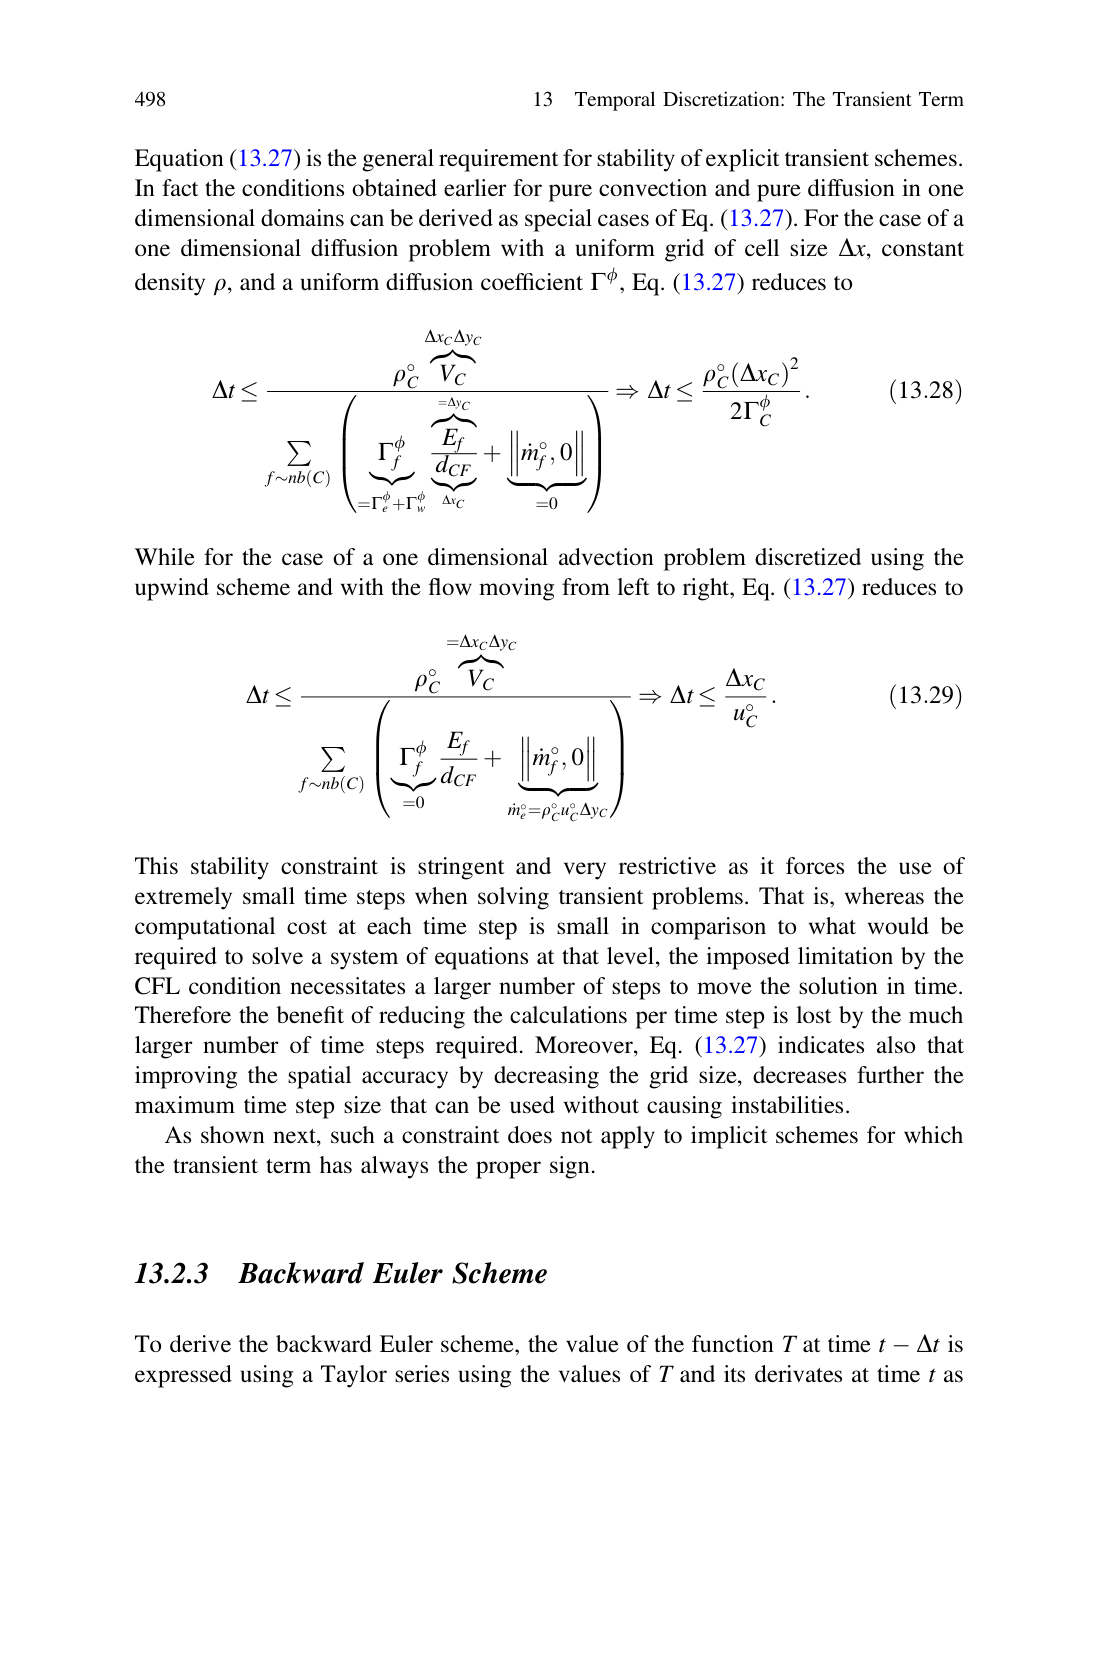 498 13 Temporal Discretization: The Transient Term
Equation (13.27) is the general requirement for stability of explicit transient schemes.
In fact the conditions obtained earlier for pure convection and pure diffusion in one
dimensional domains can be derived as special cases of Eq. (13.27). For the case of a
one dimensional diffusion problem with a uniform grid of cell size Δx, constant
density ρ, and a uniform diffusion coefficient Γ^ϕ, Eq. (13.27) reduces to
\Delta t \leq \frac{\rho_C^{\circ} \overbrace{V_C}^{\Delta x_C \Delta y_C}}{\sum_{f \sim nb(C)} \left( \underbrace{\Gamma_f^{\phi}}_{=\Gamma_e^{\phi}+\Gamma_w^{\phi}} \frac{\overbrace{E_f}^{=\Delta y_C}}{\underbrace{d_{CF}}_{\Delta x_C}} + \underbrace{\left\| \dot{m}_f^{\circ}, 0 \right\|}_{=0} \right)} \Rightarrow \Delta t \leq \frac{\rho_C^{\circ} (\Delta x_C)^2}{2\Gamma_C^{\phi}}. (13.28)
While for the case of a one dimensional advection problem discretized using the
upwind scheme and with the flow moving from left to right, Eq. (13.27) reduces to
\Delta t \leq \frac{\rho_C^{\circ} \overbrace{V_C}^{=\Delta x_C \Delta y_C}}{\sum_{f \sim nb(C)} \left( \underbrace{\Gamma_f^{\phi}}_{=0} \frac{E_f}{d_{CF}} + \underbrace{\left\| \dot{m}_f^{\circ}, 0 \right\|}_{\dot{m}_e^{\circ}=\rho_C^{\circ} u_C^{\circ} \Delta y_C} \right)} \Rightarrow \Delta t \leq \frac{\Delta x_C}{u_C^{\circ}}. (13.29)
This stability constraint is stringent and very restrictive as it forces the use of
extremely small time steps when solving transient problems. That is, whereas the
computational cost at each time step is small in comparison to what would be
required to solve a system of equations at that level, the imposed limitation by the
CFL condition necessitates a larger number of steps to move the solution in time.
Therefore the benefit of reducing the calculations per time step is lost by the much
larger number of time steps required. Moreover, Eq. (13.27) indicates also that
improving the spatial accuracy by decreasing the grid size, decreases further the
maximum time step size that can be used without causing instabilities.
As shown next, such a constraint does not apply to implicit schemes for which
the transient term has always the proper sign.
13.2.3 Backward Euler Scheme
To derive the backward Euler scheme, the value of the function T at time t − Δt is
expressed using a Taylor series using the values of T and its derivates at time t as